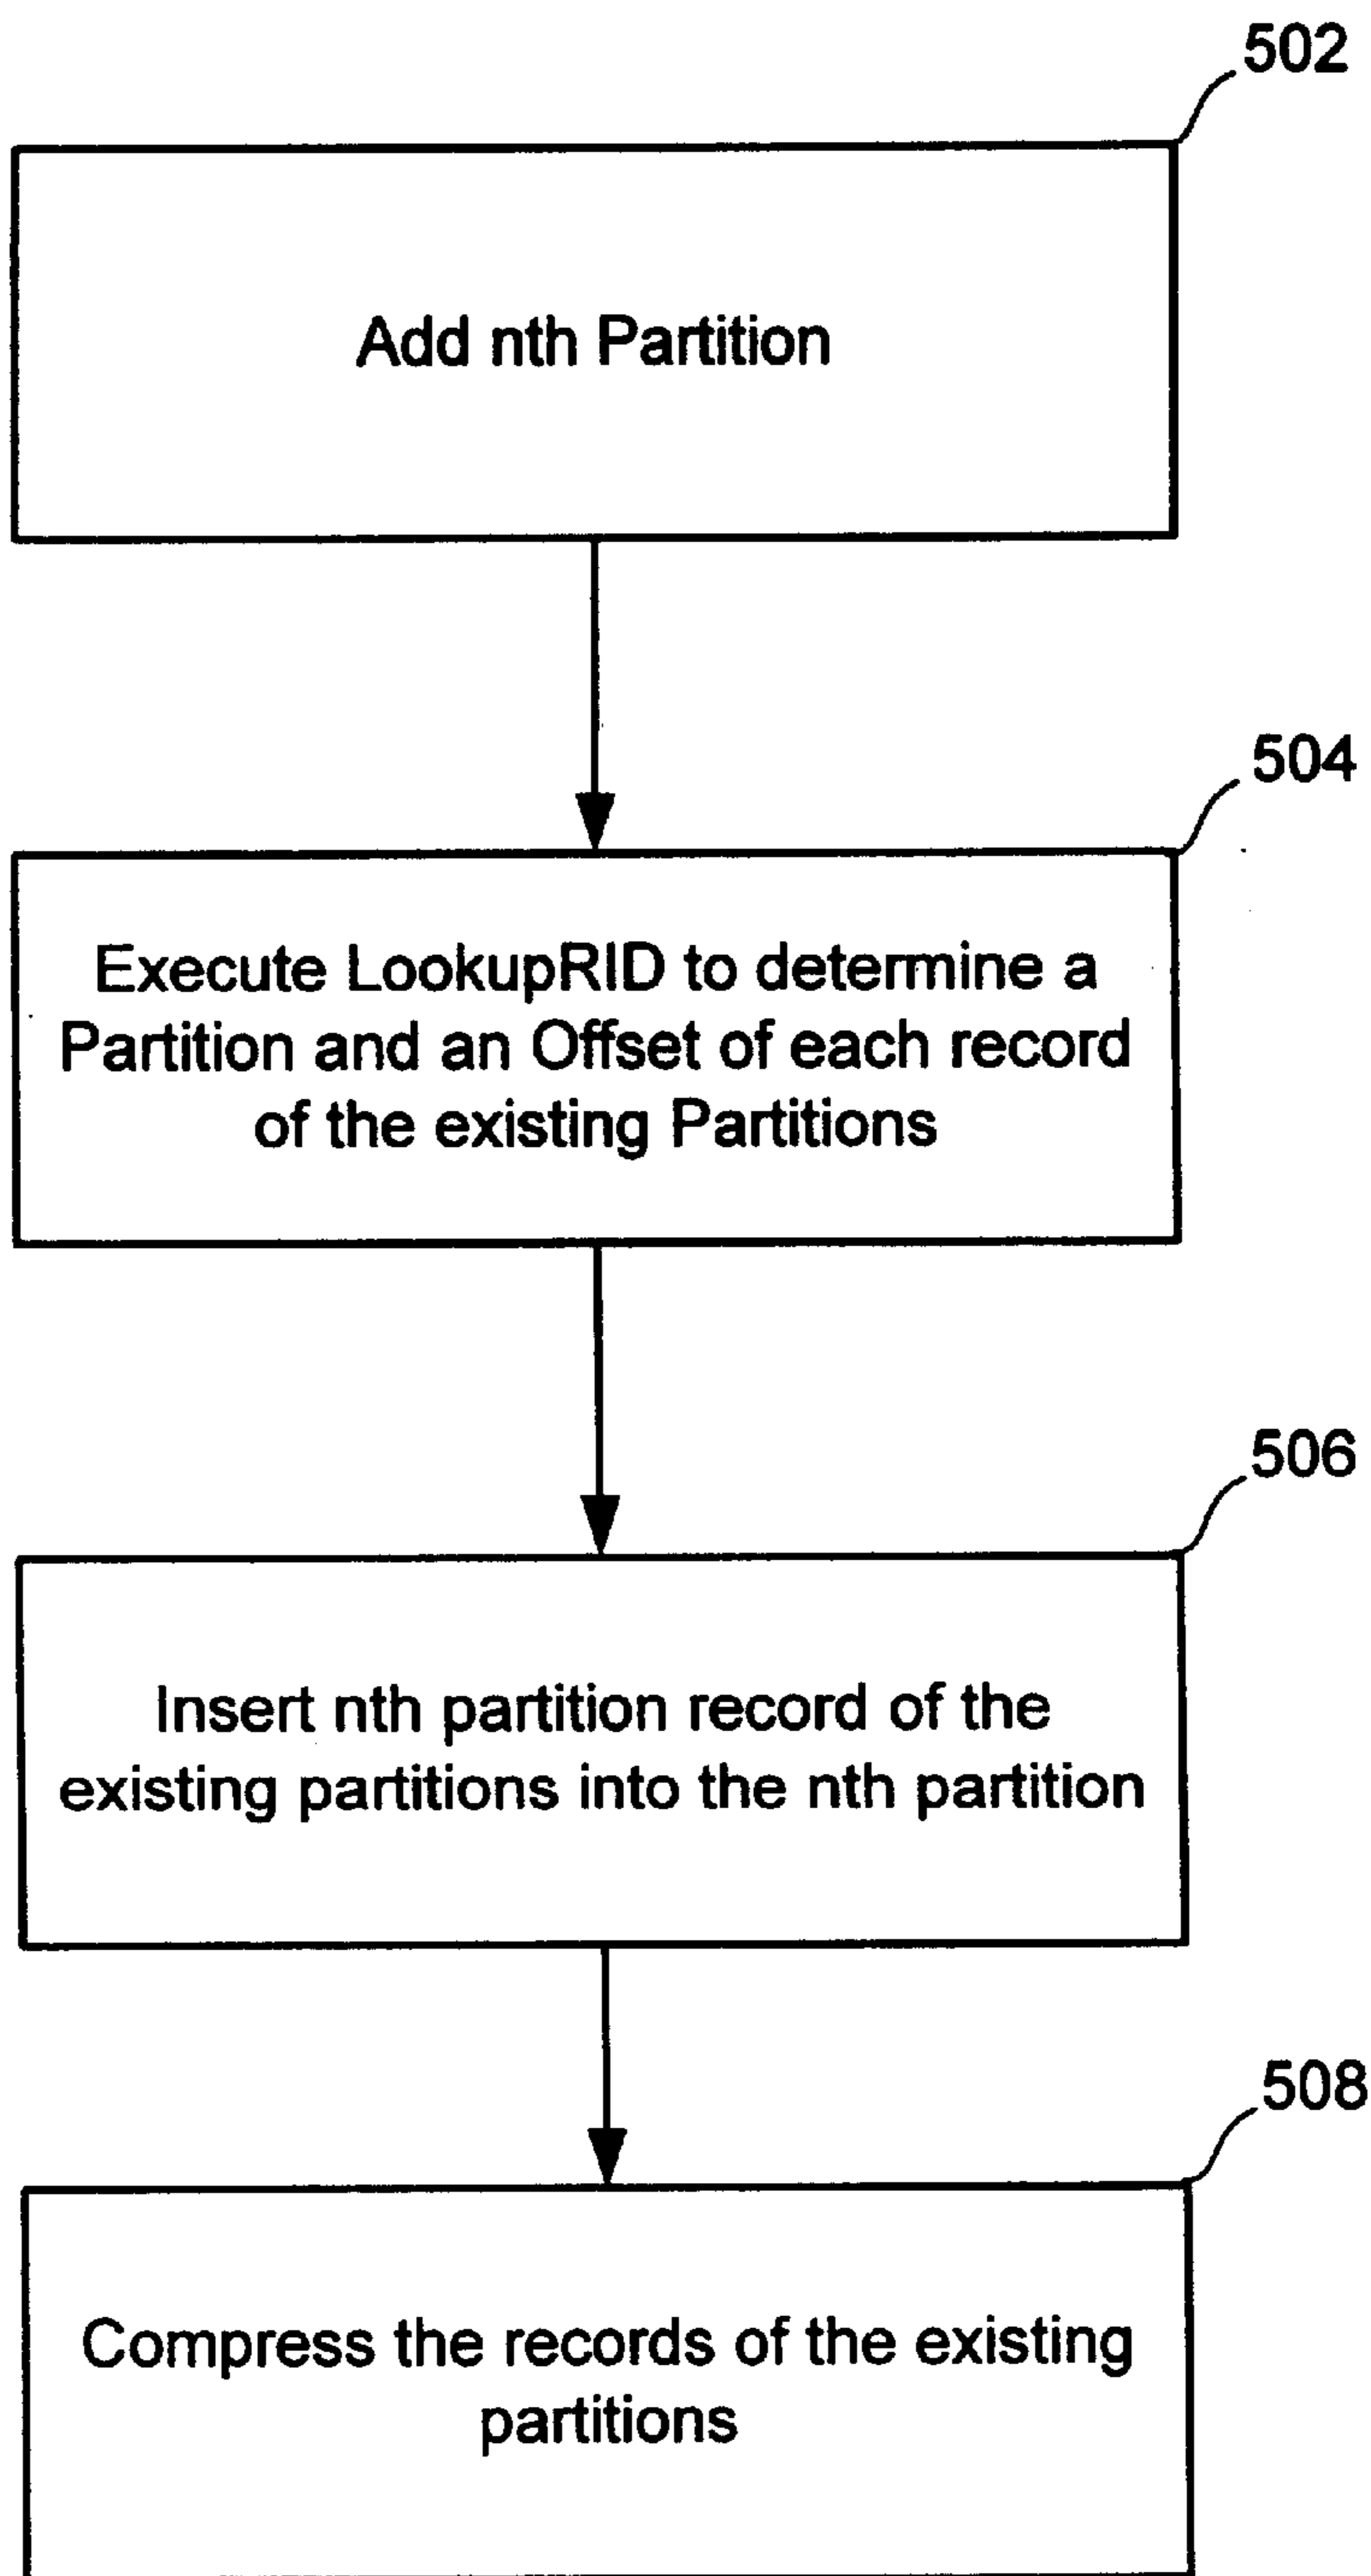 502
Add nth Partition
504
Execute LookupRID to determine a
Partition and an Offset of each record
of the existing Partitions
506
Insert nth partition record of the
existing partitions into the nth partition
508
Compress the records of the existing
partitions